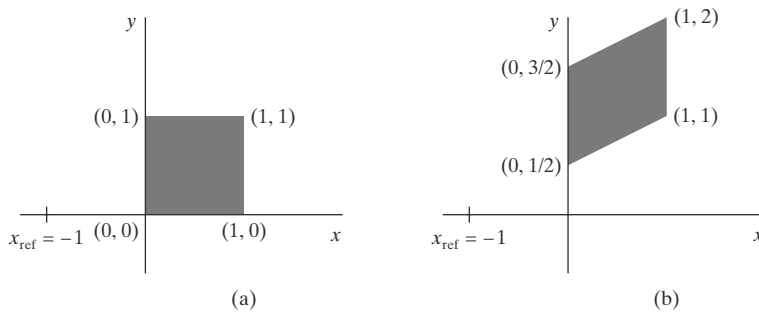 y
(0, 1)
(1, 1)
x_ref = −1
(0, 0)
(1, 0)
x
(a)
y
(1, 2)
(0, 3/2)
(1, 1)
(0, 1/2)
x_ref = −1
x
(b)